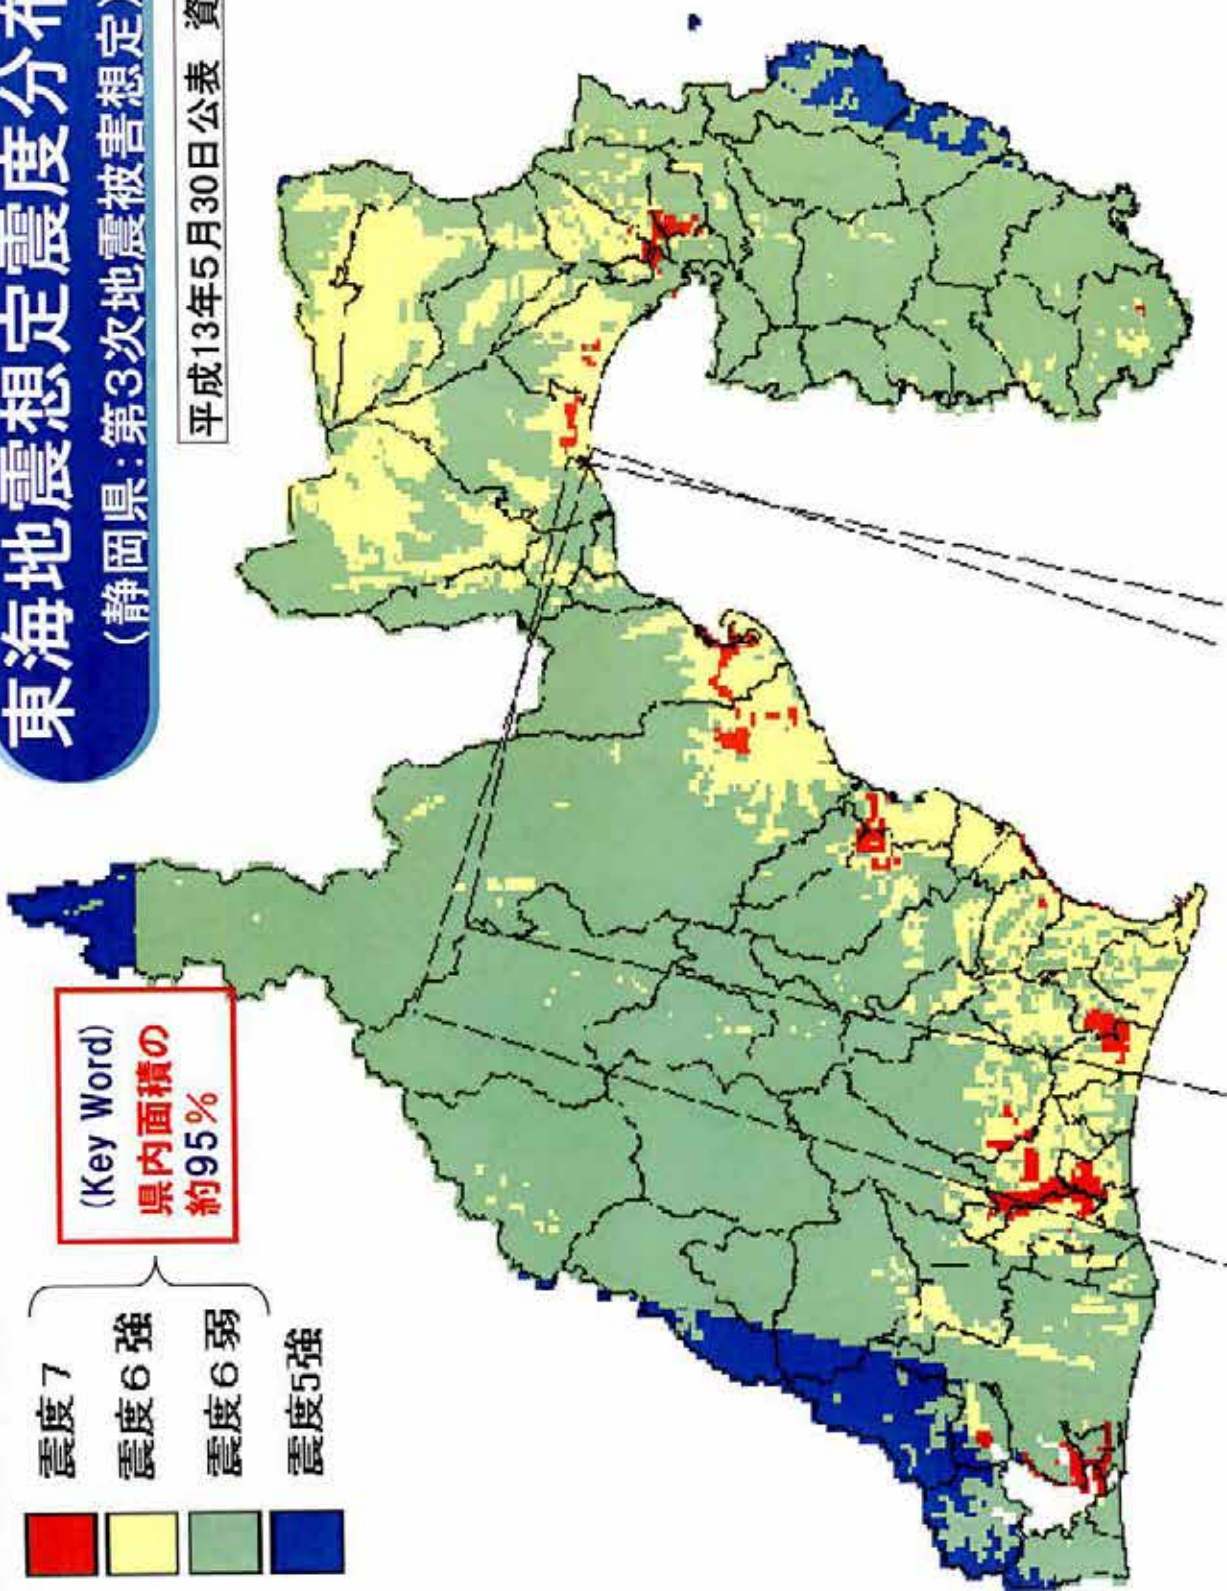 東海地震想定震度分布
(静岡県:第3次地震被害想定)
平成13年5月30日公表 資
震度7
震度6強
震度6弱
震度5強
(Key Word)
県内面積の
約95%